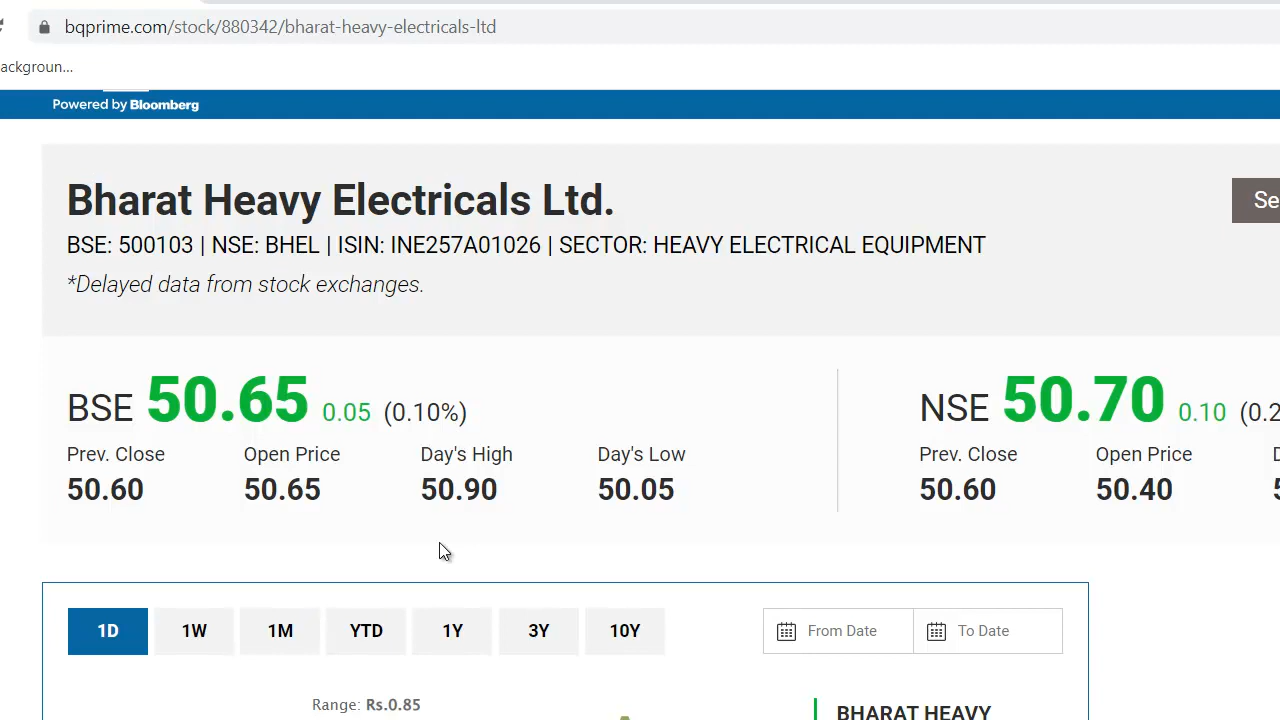 bqprime.com/stock/880342/bharat-heavy-electricals-ltd
ackgroun...
Powered by Bloomberg
Bharat Heavy Electricals Ltd.
Se
BSE: 500103 | NSE: BHEL | ISIN: INE257A01026 | SECTOR: HEAVY ELECTRICAL EQUIPMENT
*Delayed data from stock exchanges.
BSE 50.65 0.05 (0.10%)
Prev. Close Open Price Day's High Day's Low
50.60 50.65 50.90 50.05
NSE 50.70 0.10 (0.2
Prev. Close Open Price D
50.60 50.40
1D 1W 1M YTD 1Y 3Y 10Y From Date To Date
Range: Rs.0.85
BHARAT HEAVY